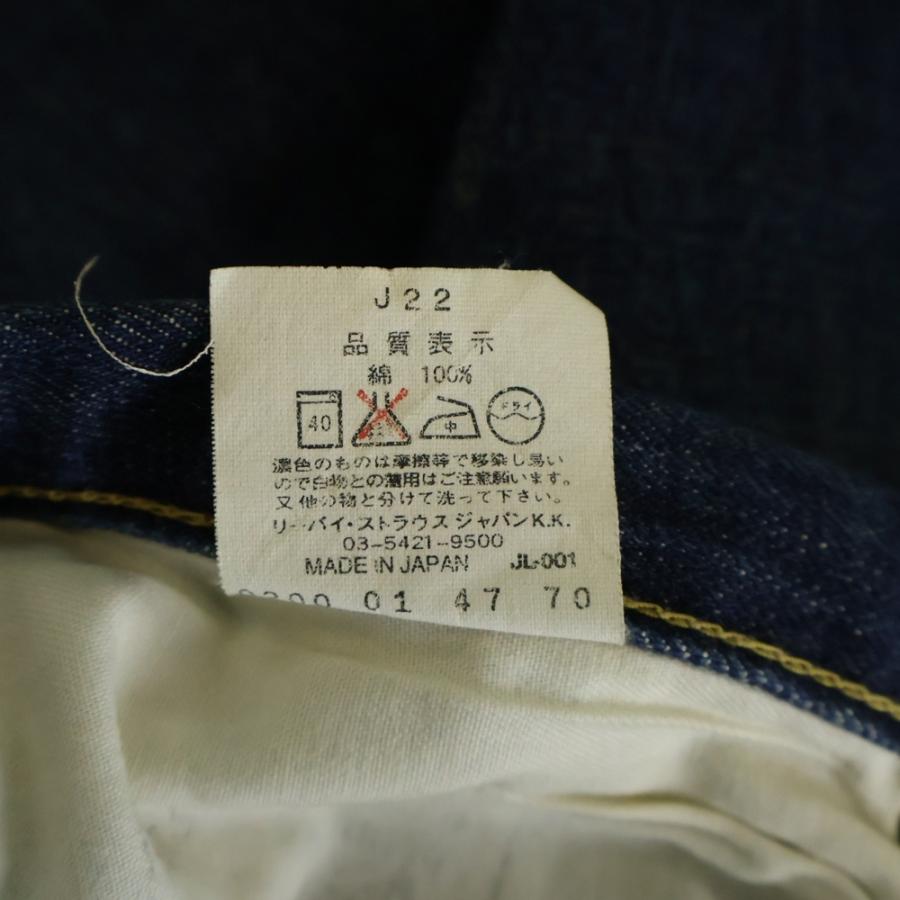 J22
品質表示
綿 100%
40 中 ドライ
濃色のものは摩擦等で移染し易い
ので白物との着用はご注意願います。
又他の物と分けて洗って下さい。
リーバイ・ストラウス ジャパンK.K.
03-5421-9500
MADE IN JAPAN JL-001
01 47 70